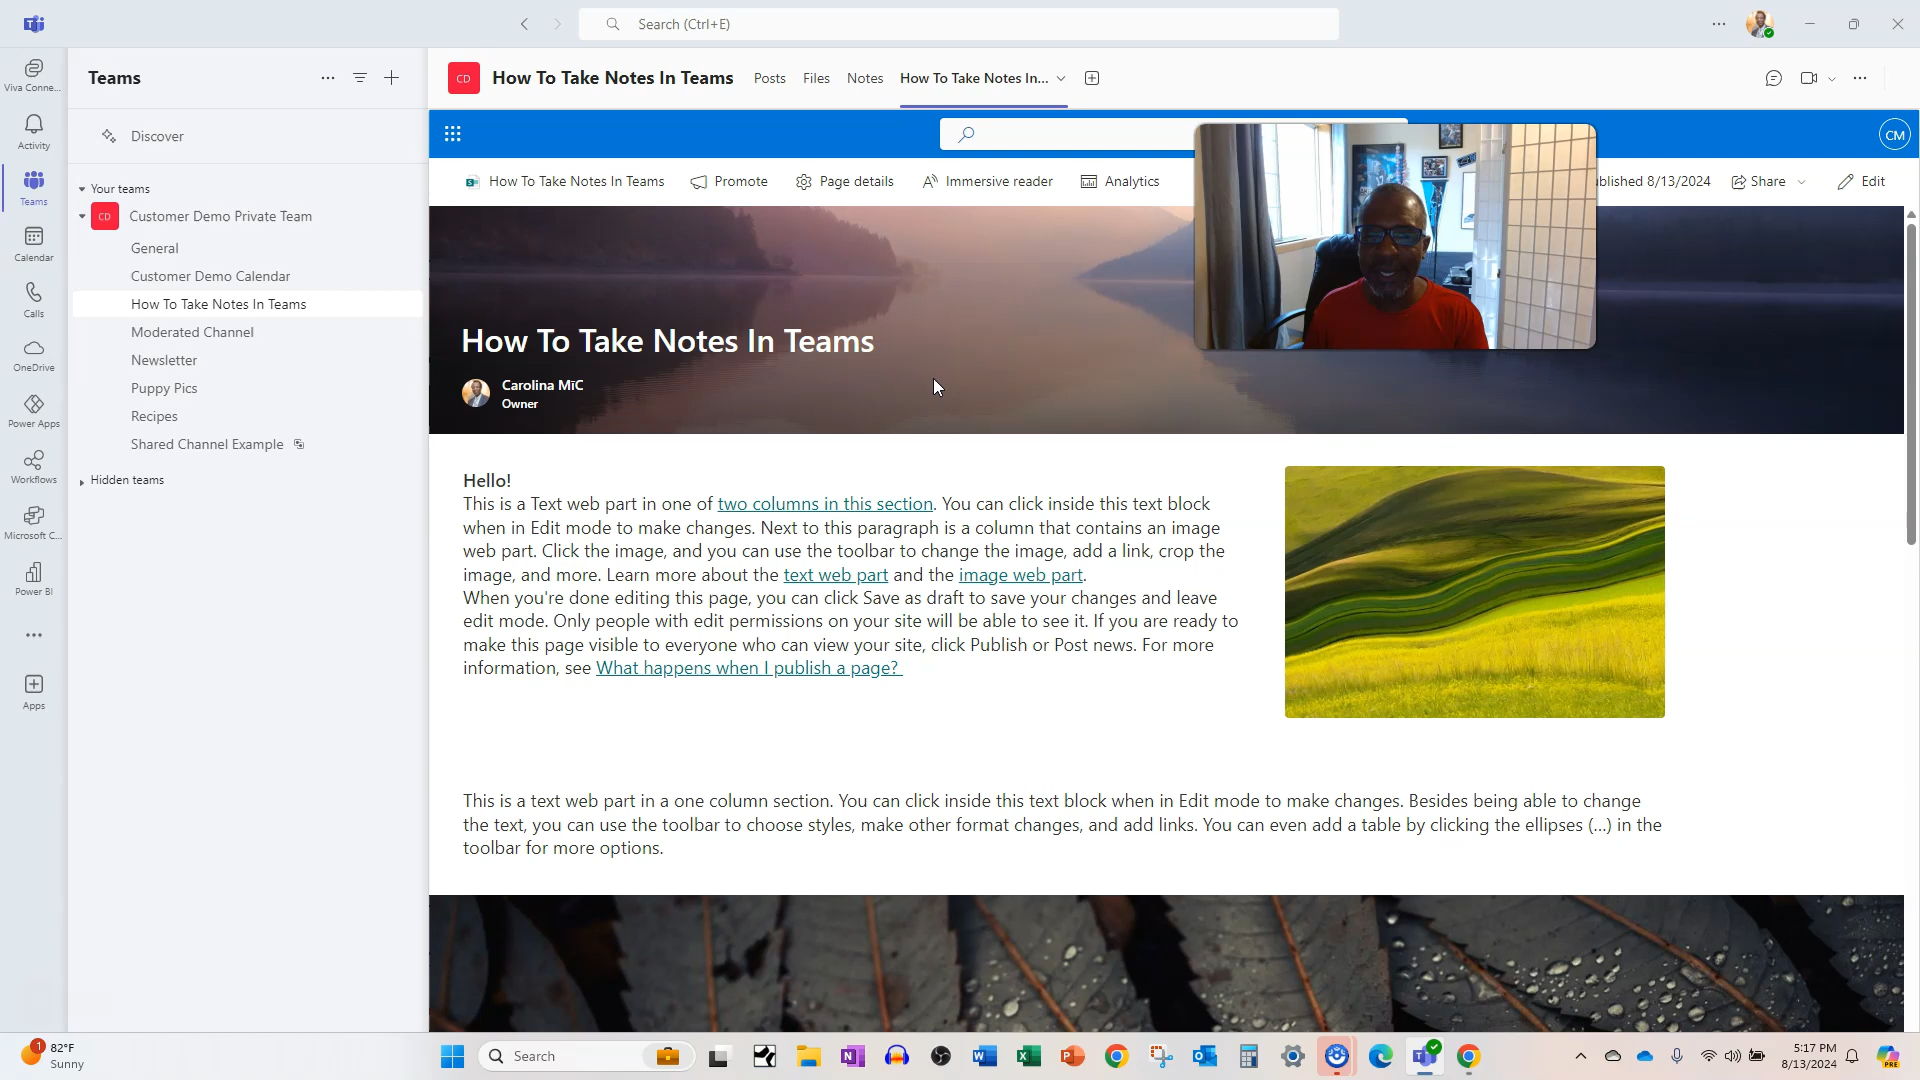 Search (Ctrl+E)
Viva Conne...
Activity
Teams
Calendar
Calls
OneDrive
Power Apps
Workflows
Microsoft C...
Power BI
Apps
Teams
Discover
Your teams
CD Customer Demo Private Team
General
Customer Demo Calendar
How To Take Notes In Teams
Moderated Channel
Newsletter
Puppy Pics
Recipes
Shared Channel Example
Hidden teams
CD How To Take Notes In Teams Posts Files Notes How To Take Notes In...
CM
S How To Take Notes In Teams Promote Page details Immersive reader Analytics ublished 8/13/2024 Share Edit
How To Take Notes In Teams
Carolina MïC
Owner
Hello!
This is a Text web part in one of two columns in this section. You can click inside this text block
when in Edit mode to make changes. Next to this paragraph is a column that contains an image
web part. Click the image, and you can use the toolbar to change the image, add a link, crop the
image, and more. Learn more about the text web part and the image web part.
When you're done editing this page, you can click Save as draft to save your changes and leave
edit mode. Only people with edit permissions on your site will be able to see it. If you are ready to
make this page visible to everyone who can view your site, click Publish or Post news. For more
information, see What happens when I publish a page?
This is a text web part in a one column section. You can click inside this text block when in Edit mode to make changes. Besides being able to change
the text, you can use the toolbar to choose styles, make other format changes, and add links. You can even add a table by clicking the ellipses (...) in the
toolbar for more options.
1 82°F
Sunny
Search
5:17 PM
8/13/2024
PRE